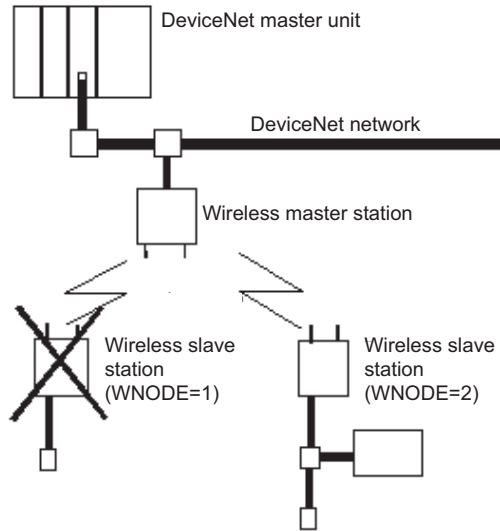 DeviceNet master unit
DeviceNet network
Wireless master station
Wireless slave
station
(WNODE=1)
Wireless slave
station
(WNODE=2)